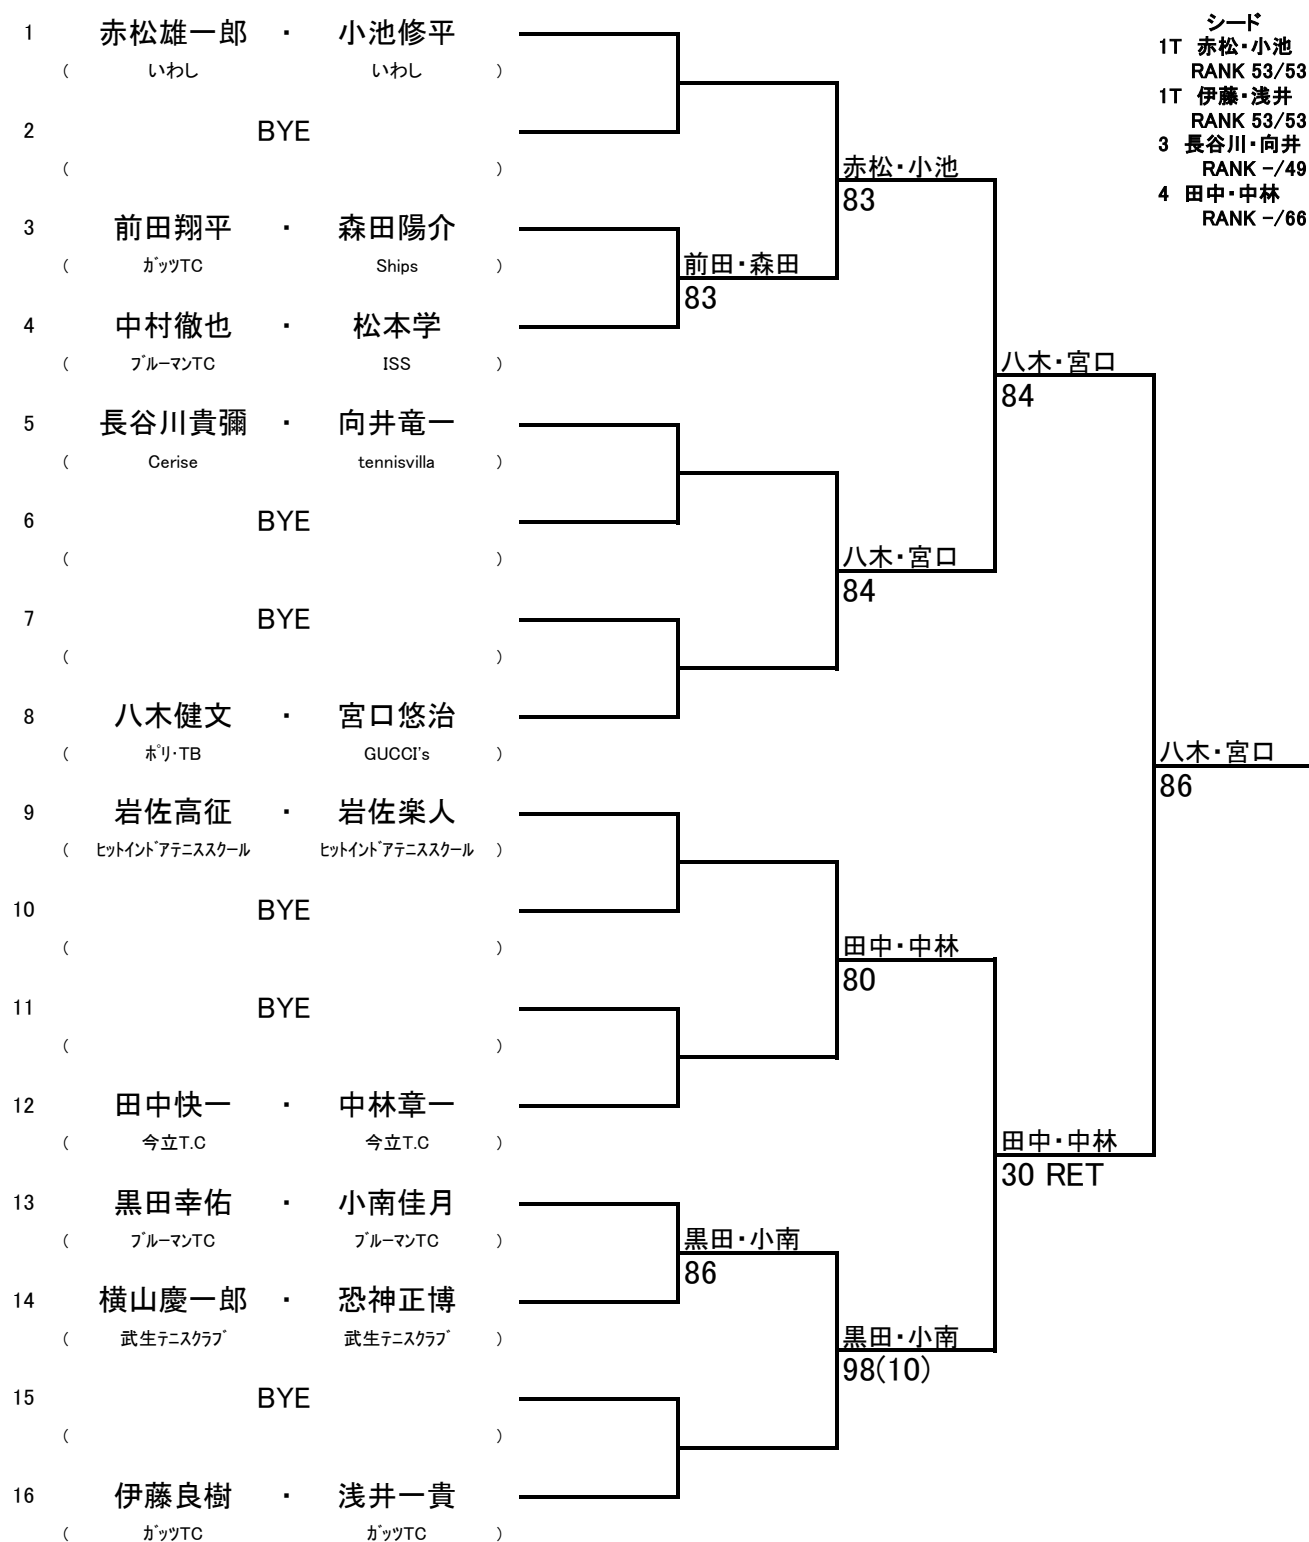 シード
1T 赤松・小池
RANK 53/53
1T 伊藤・浅井
RANK 53/53
3 長谷川・向井
RANK -/49
4 田中・中林
RANK -/66
1 赤松雄一郎 ・ 小池修平
( いわし いわし )
2 BYE
( )
赤松・小池
83
3 前田翔平 ・ 森田陽介
( ｶﾞｯﾂTC Ships )
前田・森田
83
4 中村徹也 ・ 松本学
( ﾌﾞﾙｰﾏﾝTC ISS )
八木・宮口
84
5 長谷川貴彌 ・ 向井竜一
( Cerise tennisvilla )
6 BYE
( )
八木・宮口
84
7 BYE
( )
8 八木健文 ・ 宮口悠治
( ﾎﾟﾘ･TB GUCCI's )
八木・宮口
86
9 岩佐高征 ・ 岩佐楽人
( ﾋｯﾄｲﾝﾄﾞｱﾃﾆｽｽｸｰﾙ ﾋｯﾄｲﾝﾄﾞｱﾃﾆｽｽｸｰﾙ )
10 BYE
( )
田中・中林
80
11 BYE
( )
12 田中快一 ・ 中林章一
( 今立T.C 今立T.C )
田中・中林
30 RET
13 黒田幸佑 ・ 小南佳月
( ﾌﾞﾙｰﾏﾝTC ﾌﾞﾙｰﾏﾝTC )
黒田・小南
86
14 横山慶一郎 ・ 恐神正博
( 武生ﾃﾆｽｸﾗﾌﾞ 武生ﾃﾆｽｸﾗﾌﾞ )
黒田・小南
98(10)
15 BYE
( )
16 伊藤良樹 ・ 浅井一貴
( ｶﾞｯﾂTC ｶﾞｯﾂTC )